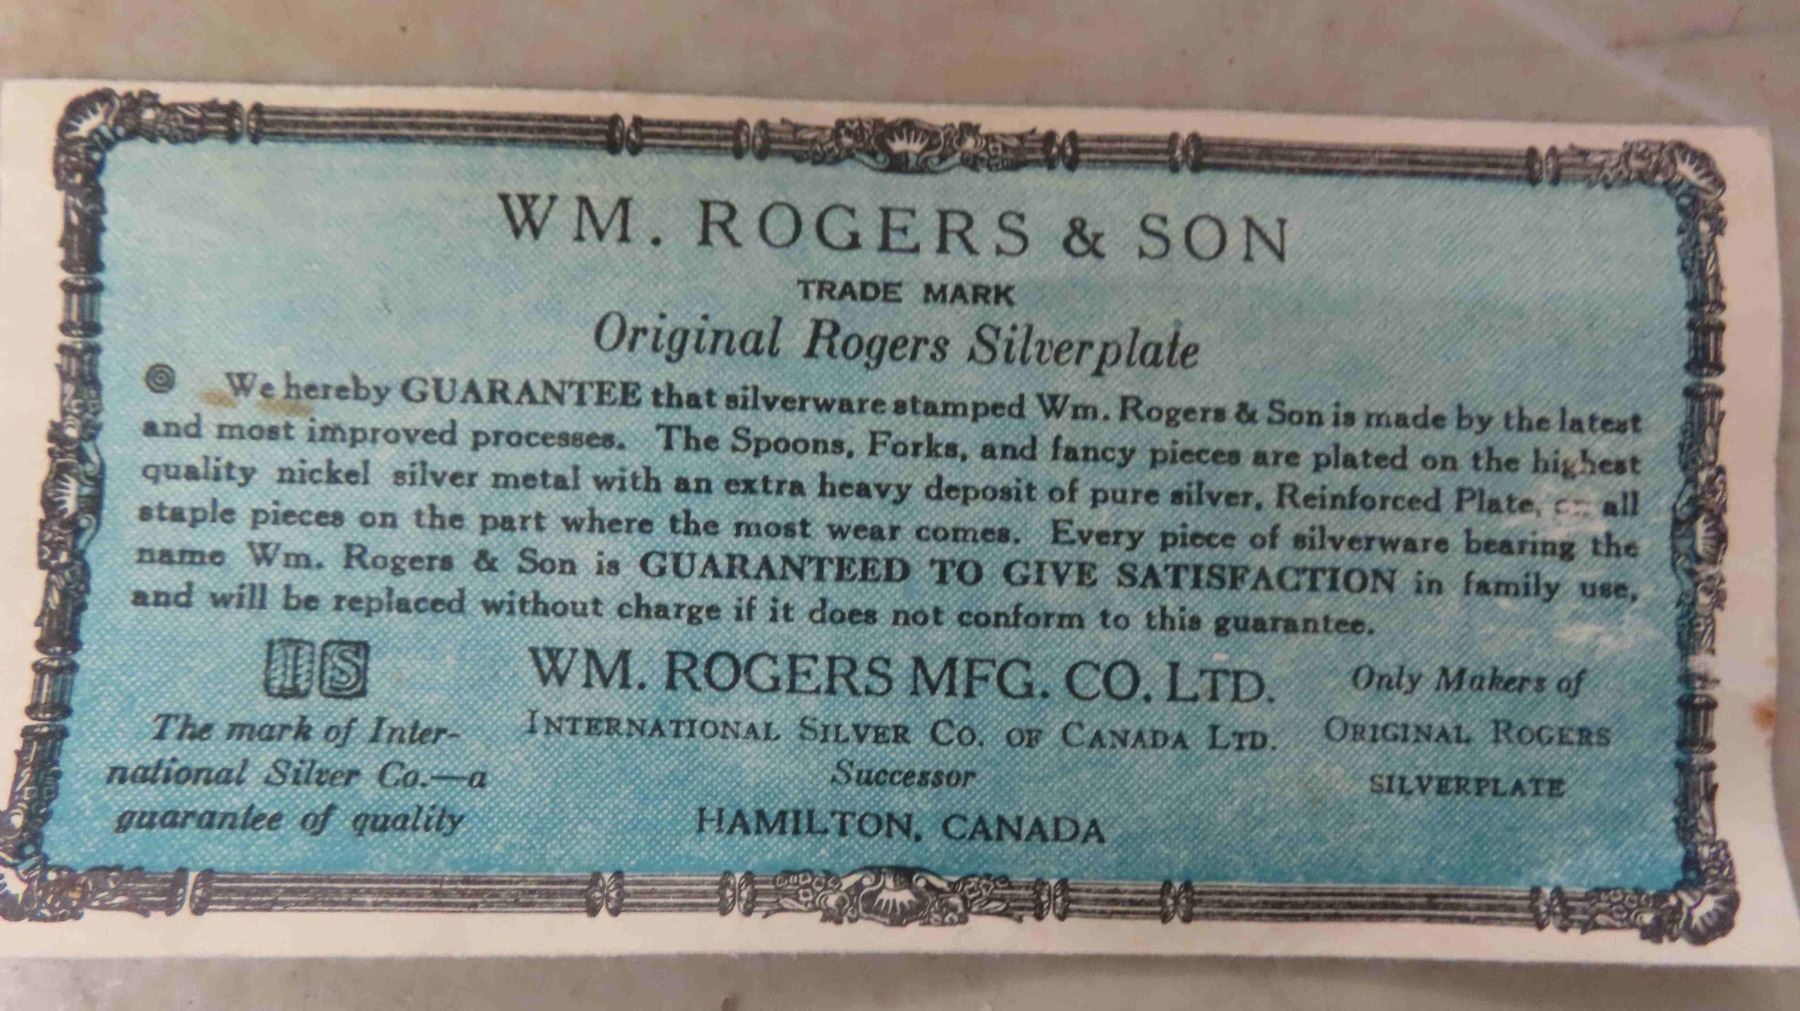 WM. ROGERS & SON
TRADE MARK
Original Rogers Silverplate
We hereby GUARANTEE that silverware stamped Wm. Rogers & Son is made by the latest
and most improved processes. The Spoons, Forks, and fancy pieces are plated on the highest
quality nickel silver metal with an extra heavy deposit of pure silver, Reinforced Plate, all
staple pieces on the part where the most wear comes. Every piece of silverware bearing the
name Wm. Rogers & Son is GUARANTEED TO GIVE SATISFACTION in family use,
and will be replaced without charge if it does not conform to this guarantee.
IS
The mark of Inter-
national Silver Co.—a
guarantee of quality
WM. ROGERS MFG. CO. LTD.
INTERNATIONAL SILVER CO. OF CANADA LTD.
Successor
HAMILTON, CANADA
Only Makers of
ORIGINAL ROGERS
SILVERPLATE